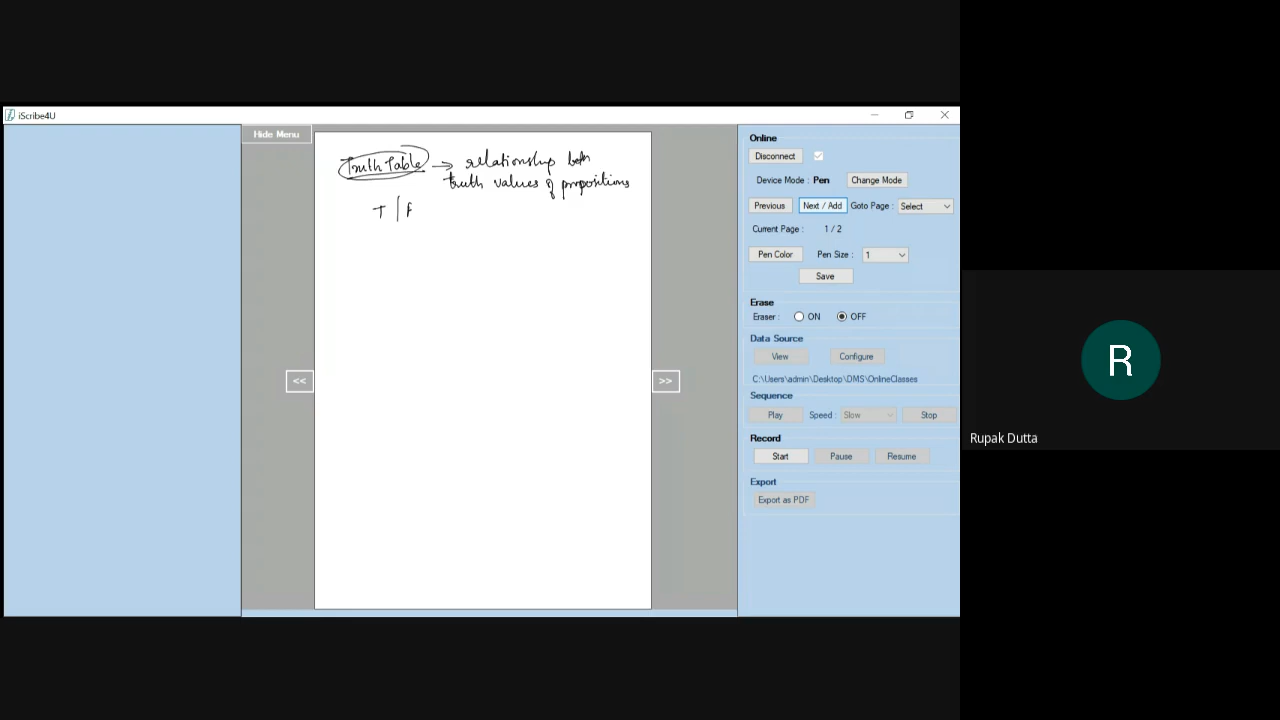 iScribe4U
Hide Menu
Truth Table → relationship betn
truth values of propositions
T | F
<<
>>
Online
Disconnect
Device Mode : Pen Change Mode
Previous Next / Add Goto Page : Select
Current Page : 1 / 2
Pen Color Pen Size : 1
Save
Erase
Eraser : ON OFF
Data Source
View Configure
C:\Users\admin\Desktop\DMS\OnlineClasses
Sequence
Play Speed : Slow Stop
Record
Start Pause Resume
Export
Export as PDF
R
Rupak Dutta